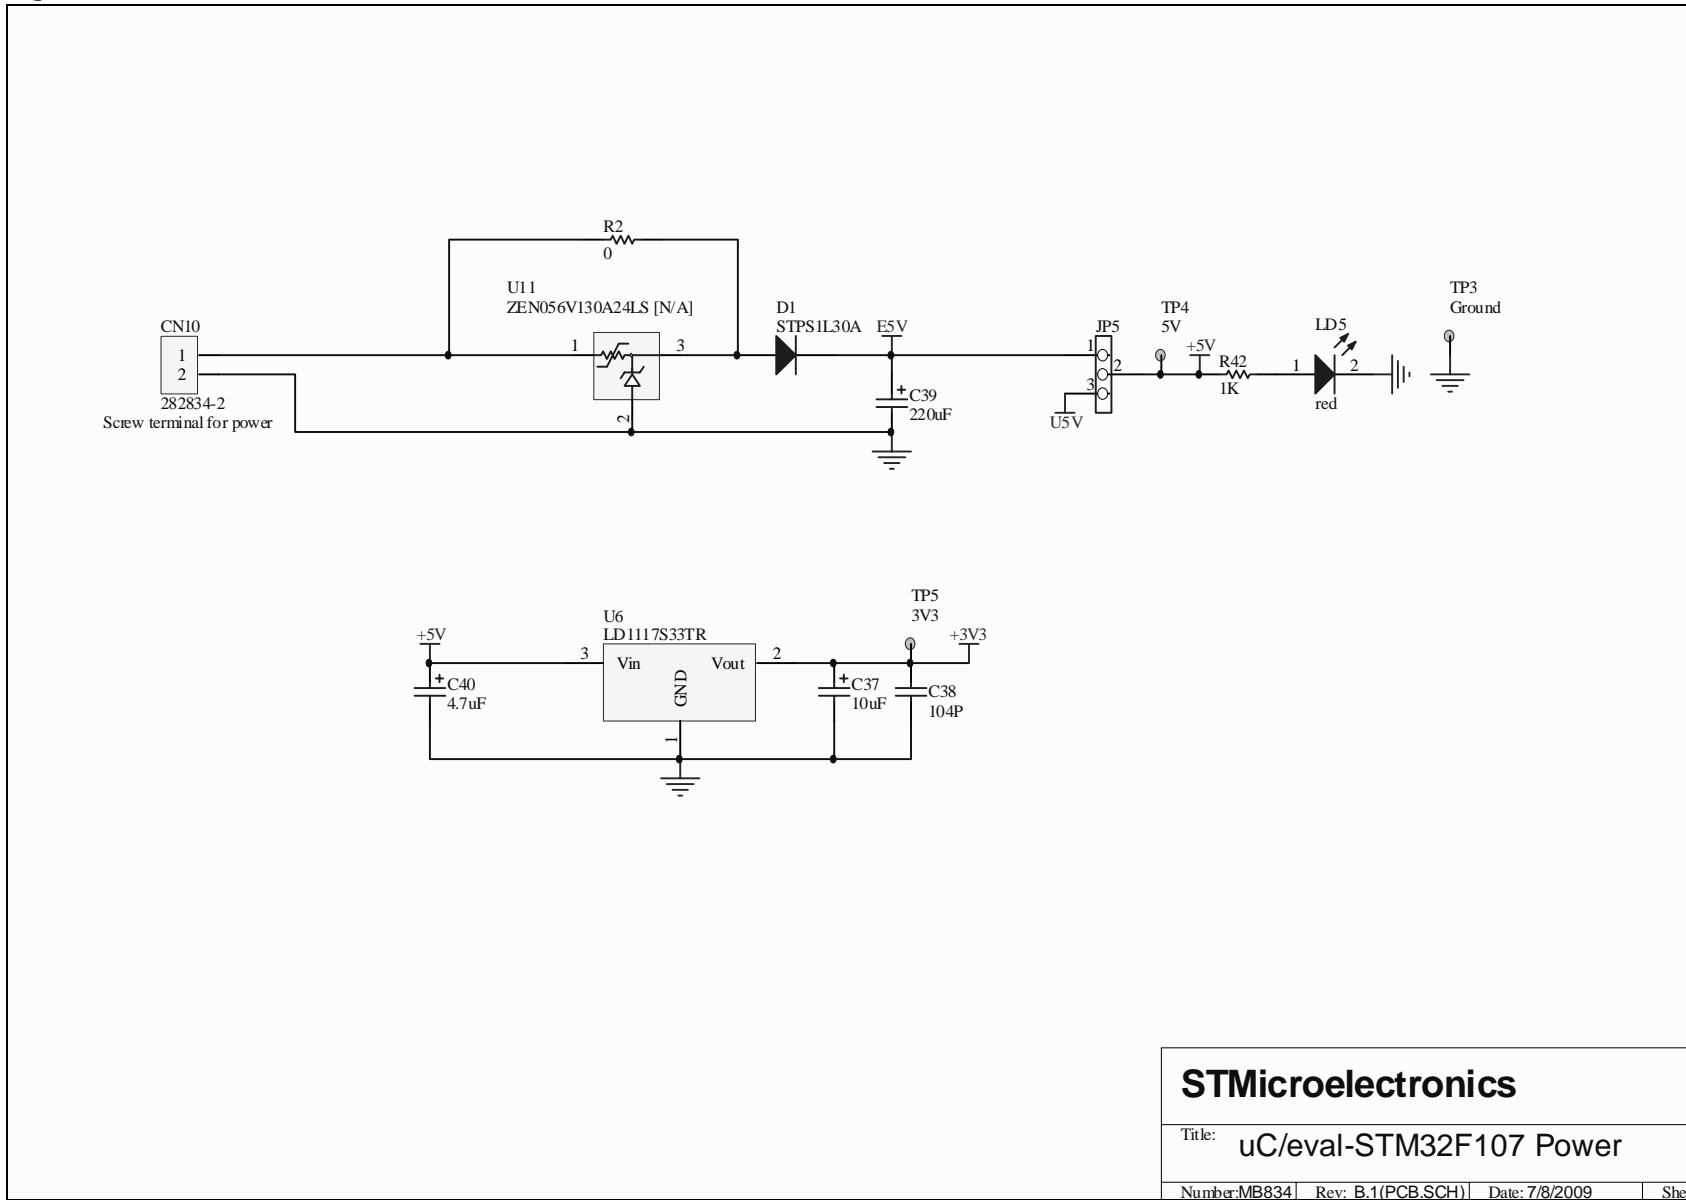 R2
0
U11
ZEN056V130A24LS [N/A]
D1
STPS1L30A
E5V
CN10
1
2
282834-2
Screw terminal for power
1
3
2
C39
220uF
+
JP5
1
2
3
U5V
TP4
5V
+5V
R42
1K
LD5
1
2
red
TP3
Ground
TP5
3V3
+5V
U6
LD1117S33TR
+3V3
3
Vin
Vout
2
GND
1
+
C40
4.7uF
+
C37
10uF
C38
104P
STMicroelectronics
Title: uC/eval-STM32F107 Power
Number:MB834 Rev: B.1(PCB.SCH) Date: 7/8/2009 She